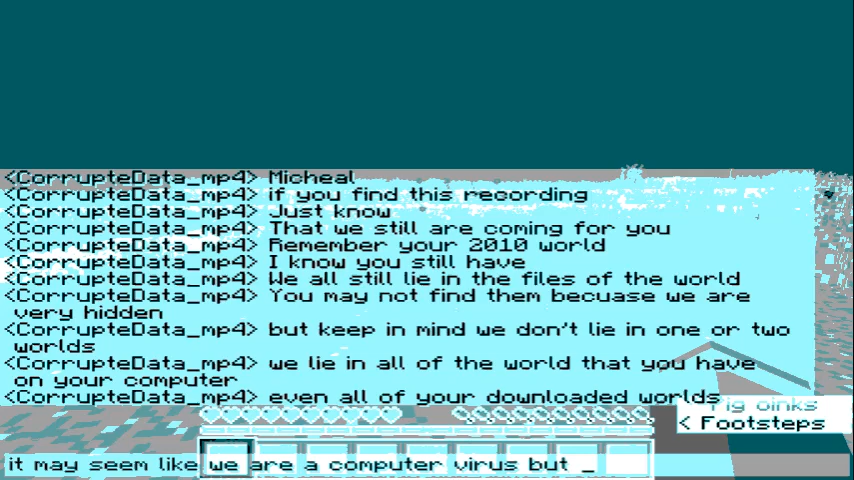 <CorrupteData_mp4> Micheal
<CorrupteData_mp4> if you find this recording
<CorrupteData_mp4> Just know
<CorrupteData_mp4> That we still are coming for you
<CorrupteData_mp4> Remember your 2010 world
<CorrupteData_mp4> I know you still have
<CorrupteData_mp4> We all still lie in the files of the world
<CorrupteData_mp4> You may not find them becuase we are
very hidden
<CorrupteData_mp4> but keep in mind we don't lie in one or two
worlds
<CorrupteData_mp4> we lie in all of the world that you have
on your computer
<CorrupteData_mp4> even all of your downloaded worlds
Pig oinks
< Footsteps
it may seem like we are a computer virus but _